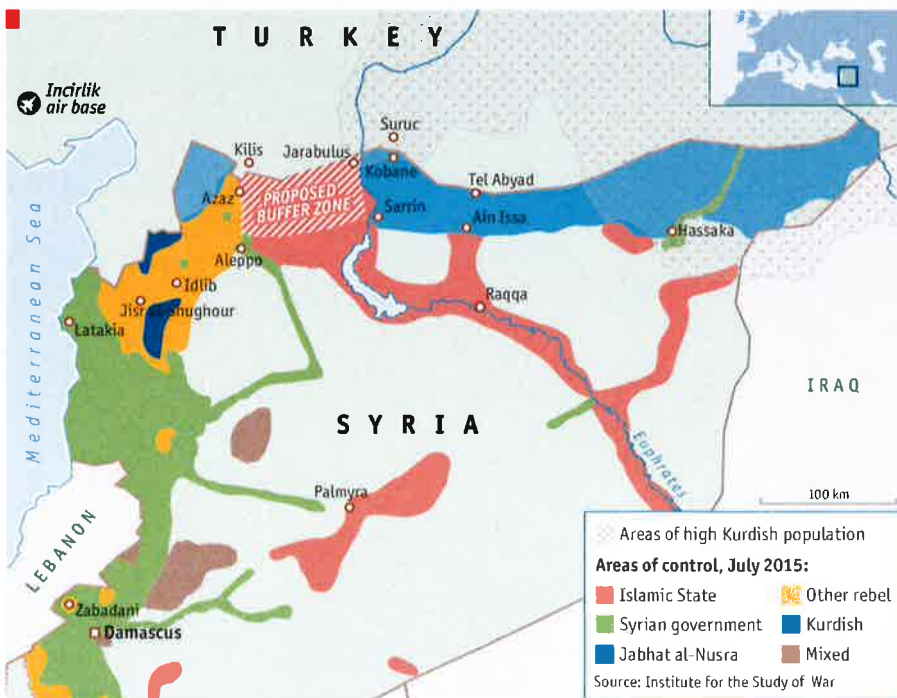 TURKEY
Incirlik
air base
Suruc
Kilis
Jarabulus
Kobane
Tel Abyad
Azaz
PROPOSED
BUFFER ZONE
Sarrin
Ain Issa
Hassaka
Aleppo
Idlib
Raqqa
Jisr al-Shughour
Latakia
Mediterranean Sea
IRAQ
SYRIA
Euphrates
Palmyra
100 km
LEBANON
Zabadani
Damascus
Areas of high Kurdish population
Areas of control, July 2015:
Islamic State
Other rebel
Syrian government
Kurdish
Jabhat al-Nusra
Mixed
Source: Institute for the Study of War